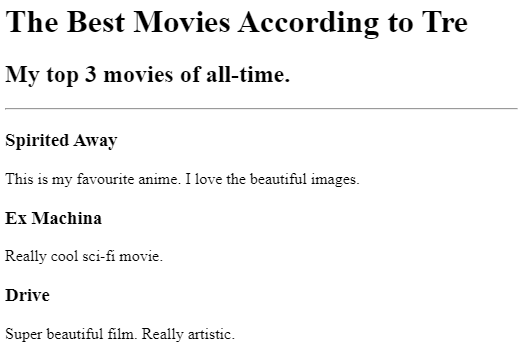 The Best Movies According to Tre
My top 3 movies of all-time.
Spirited Away
This is my favourite anime. I love the beautiful images.
Ex Machina
Really cool sci-fi movie.
Drive
Super beautiful film. Really artistic.